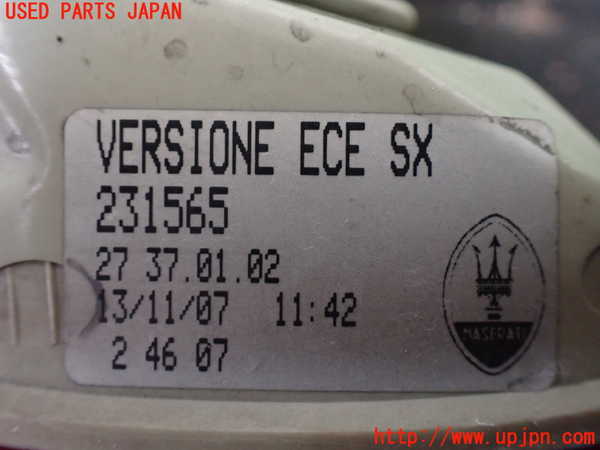 USED PARTS JAPAN
VERSIONE ECE SX
231565
27 37.01.02
13/11/07 11:42
2 46 07
MASERATI
http://www.upjpn.com/